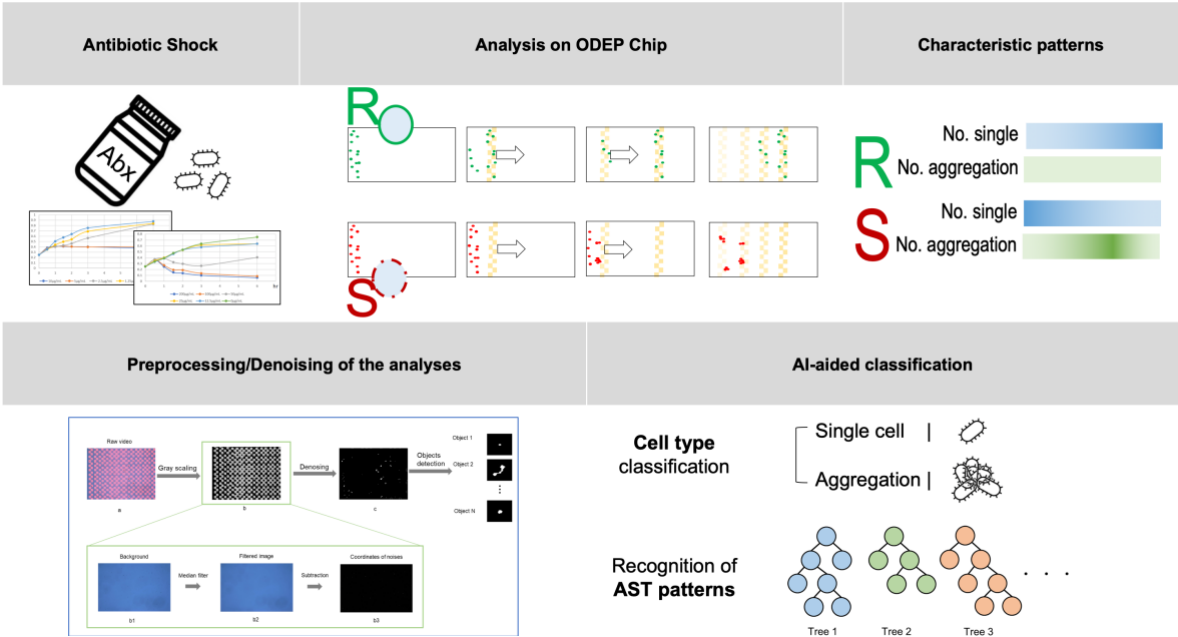 Antibiotic Shock
Analysis on ODEP Chip
Characteristic patterns
Abx
R
S
R
No. single
No. aggregation
S
No. single
No. aggregation
Preprocessing/Denoising of the analyses
AI-aided classification
Raw video
Gray scaling
Denosing
Objects
detection
Object 1
Object 2
Object N
a
b
c
Background
Median filter
Filtered image
Subtraction
Coordinates of noises
b1
b2
b3
Cell type
classification
Single cell
Aggregation
Recognition of
AST patterns
Tree 1
Tree 2
Tree 3
. . .